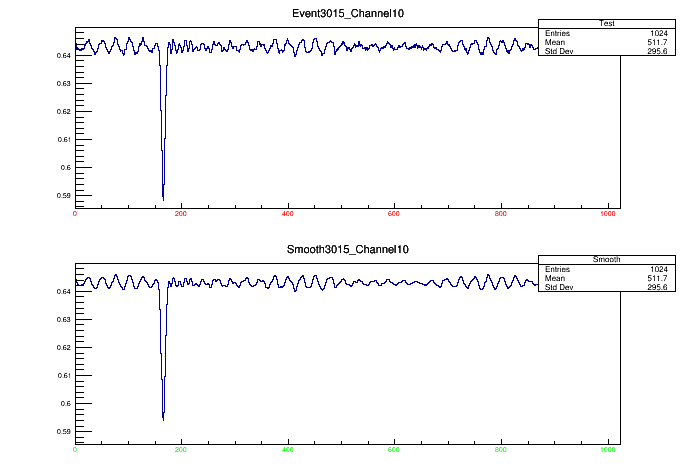 Event3015_Channel10
Test
Entries 1024
Mean 511.7
Std Dev 295.6
0.64
0.63
0.62
0.61
0.6
0.59
0 200 400 600 800 1000
Smooth3015_Channel10
Smooth
Entries 1024
Mean 511.7
Std Dev 295.6
0.64
0.63
0.62
0.61
0.6
0.59
0 200 400 600 800 1000